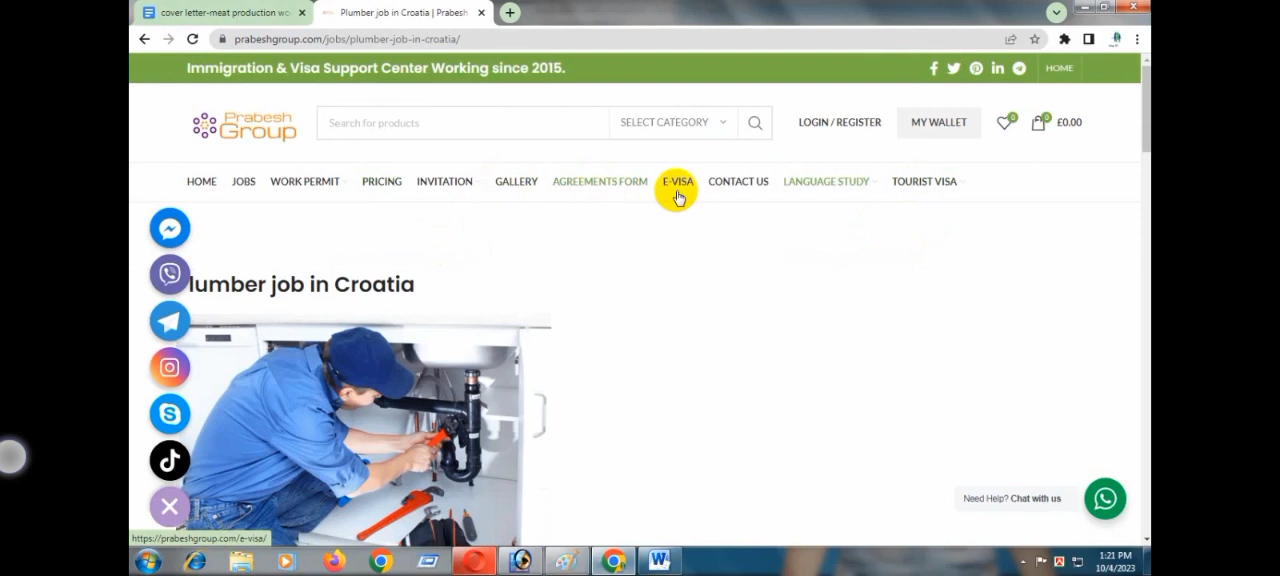 cover letter-meat production wo
Plumber job in Croatia | Prabesh
prabeshgroup.com/jobs/plumber-job-in-croatia/
Immigration & Visa Support Center Working since 2015.
HOME
Prabesh
Group
Search for products
SELECT CATEGORY
LOGIN / REGISTER
MY WALLET
0
0
£0.00
HOME
JOBS
WORK PERMIT
PRICING
INVITATION
GALLERY
AGREEMENTS FORM
E-VISA
CONTACT US
LANGUAGE STUDY
TOURIST VISA
lumber job in Croatia
Need Help? Chat with us
https://prabeshgroup.com/e-visa/
1:21 PM
10/4/2023